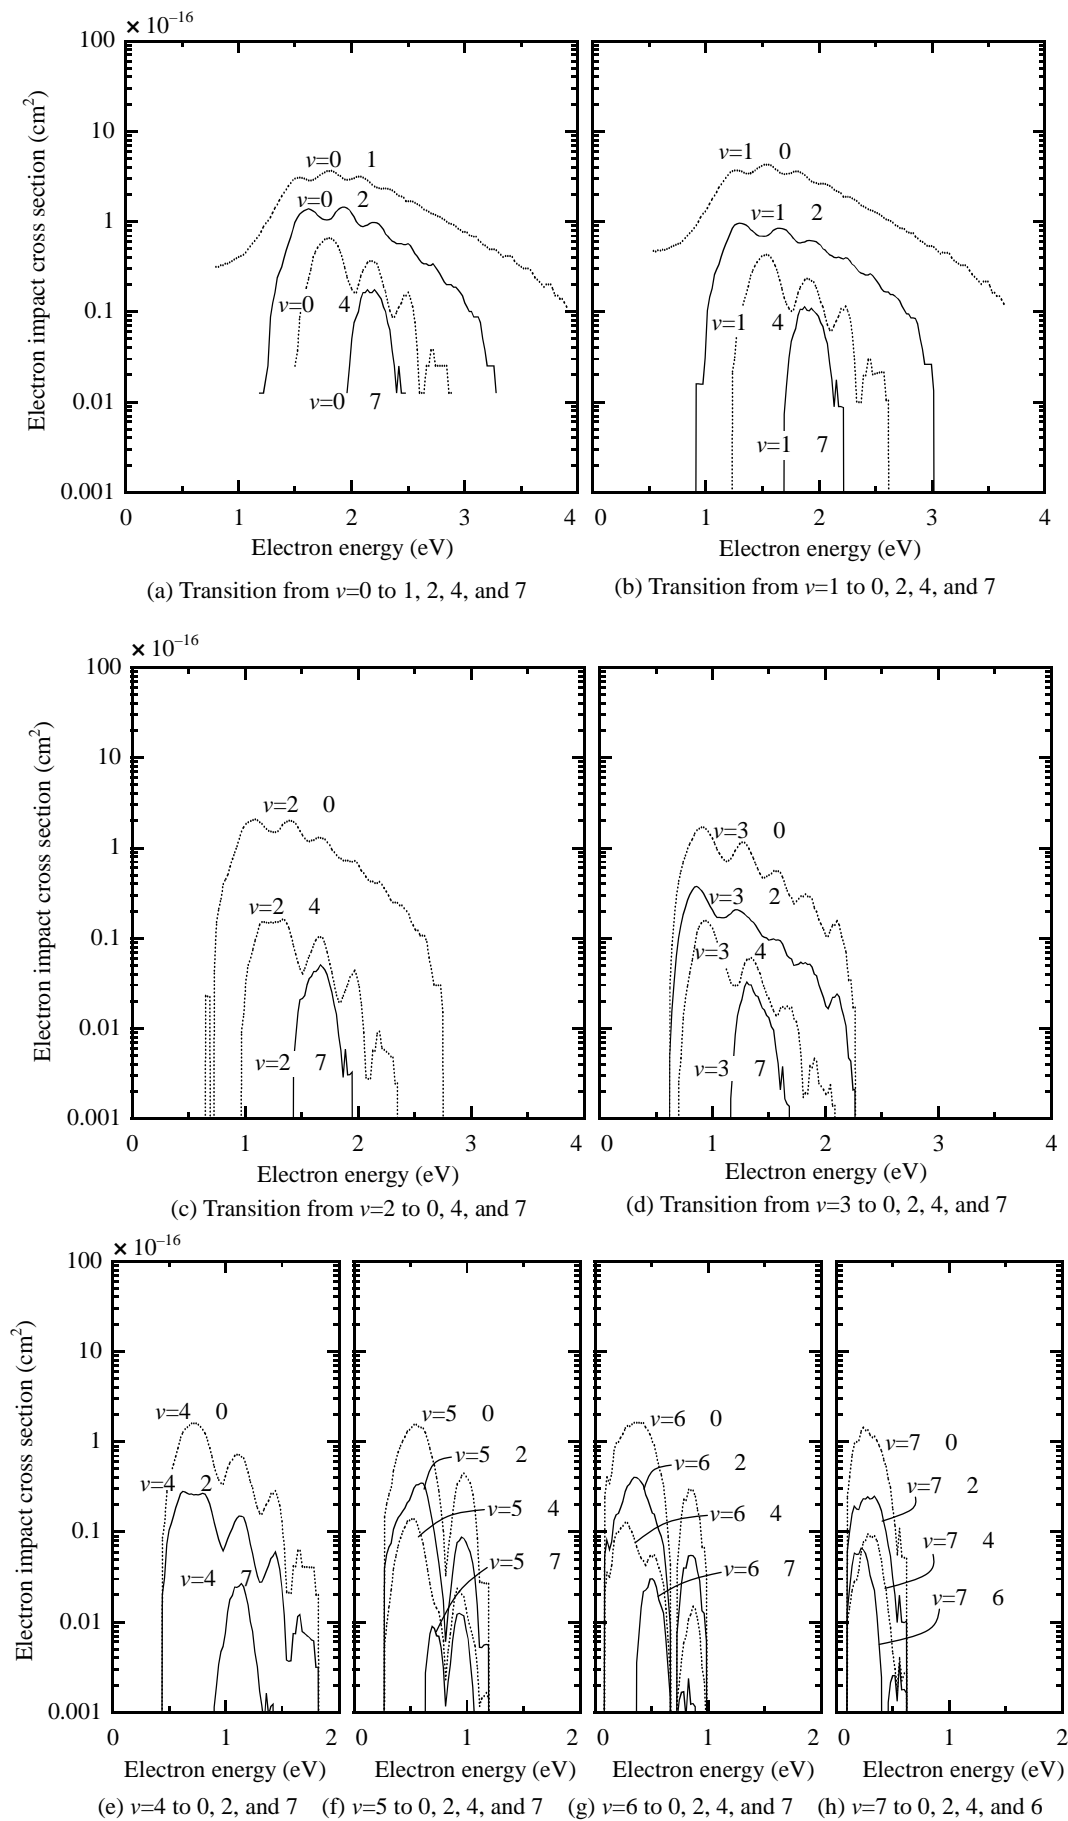 × 10⁻¹⁶
Electron impact cross section (cm²)
100
10
1
0.1
0.01
0.001
v=0 1
v=0 2
v=0 4
v=0 7
0 1 2 3 4
Electron energy (eV)
(a) Transition from v=0 to 1, 2, 4, and 7
v=1 0
v=1 2
v=1 4
v=1 7
0 1 2 3 4
Electron energy (eV)
(b) Transition from v=1 to 0, 2, 4, and 7
× 10⁻¹⁶
Electron impact cross section (cm²)
100
10
1
0.1
0.01
0.001
v=2 0
v=2 4
v=2 7
0 1 2 3 4
Electron energy (eV)
(c) Transition from v=2 to 0, 4, and 7
v=3 0
v=3 2
v=3 4
v=3 7
0 1 2 3 4
Electron energy (eV)
(d) Transition from v=3 to 0, 2, 4, and 7
× 10⁻¹⁶
Electron impact cross section (cm²)
100
10
1
0.1
0.01
0.001
v=4 0
v=4 2
v=4 7
0 1 2
Electron energy (eV)
(e) v=4 to 0, 2, and 7
v=5 0
v=5 2
v=5 4
v=5 7
0 1 2
Electron energy (eV)
(f) v=5 to 0, 2, 4, and 7
v=6 0
v=6 2
v=6 4
v=6 7
0 1 2
Electron energy (eV)
(g) v=6 to 0, 2, 4, and 7
v=7 0
v=7 2
v=7 4
v=7 6
0 1 2
Electron energy (eV)
(h) v=7 to 0, 2, 4, and 6